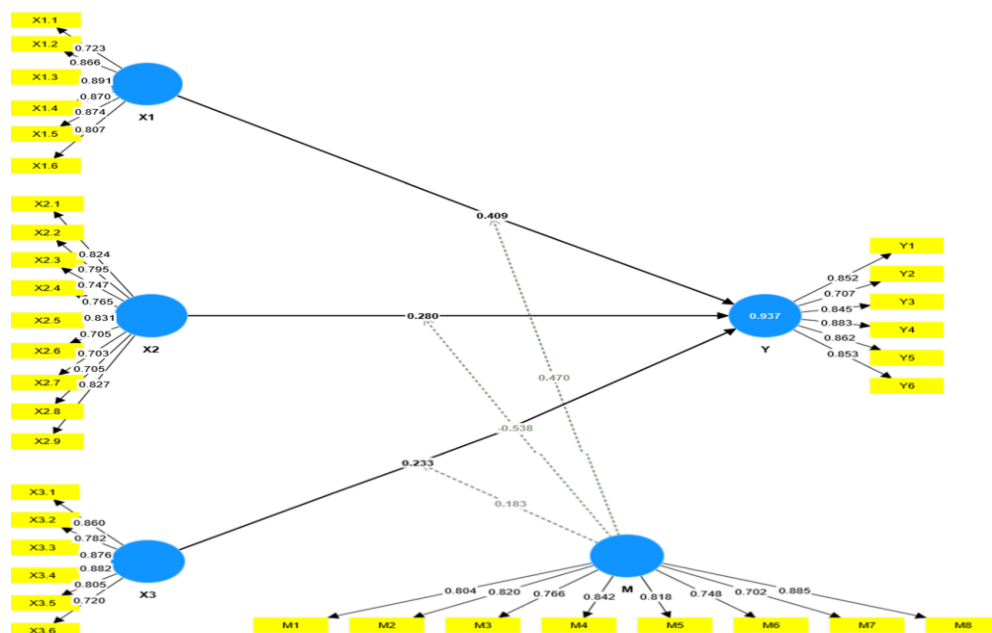 X1.1
X1.2
X1.3
X1.4
X1.5
X1.6
0.723
0.866
0.891
0.870
0.874
0.807
X1
X2.1
X2.2
X2.3
X2.4
X2.5
X2.6
X2.7
X2.8
X2.9
0.824
0.795
0.747
0.765
0.831
0.705
0.703
0.705
0.827
X2
X3.1
X3.2
X3.3
X3.4
X3.5
X3.6
0.860
0.782
0.876
0.882
0.805
0.720
X3
0.409
0.280
0.233
0.470
-0.538
0.183
0.937
Y
0.852
0.707
0.845
0.883
0.862
0.853
Y1
Y2
Y3
Y4
Y5
Y6
M
0.804
0.820
0.766
0.842
0.818
0.748
0.702
0.885
M1
M2
M3
M4
M5
M6
M7
M8